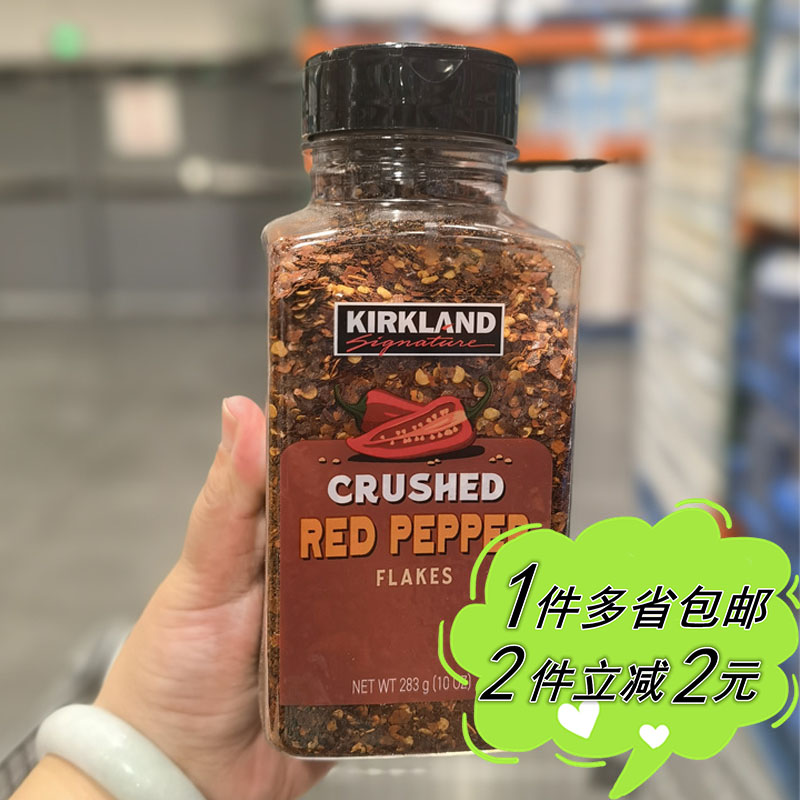 KIRKLAND
Signature
CRUSHED
RED PEPPER
FLAKES
NET WT 283 g (10 OZ)
1件多省包邮
2件立减2元